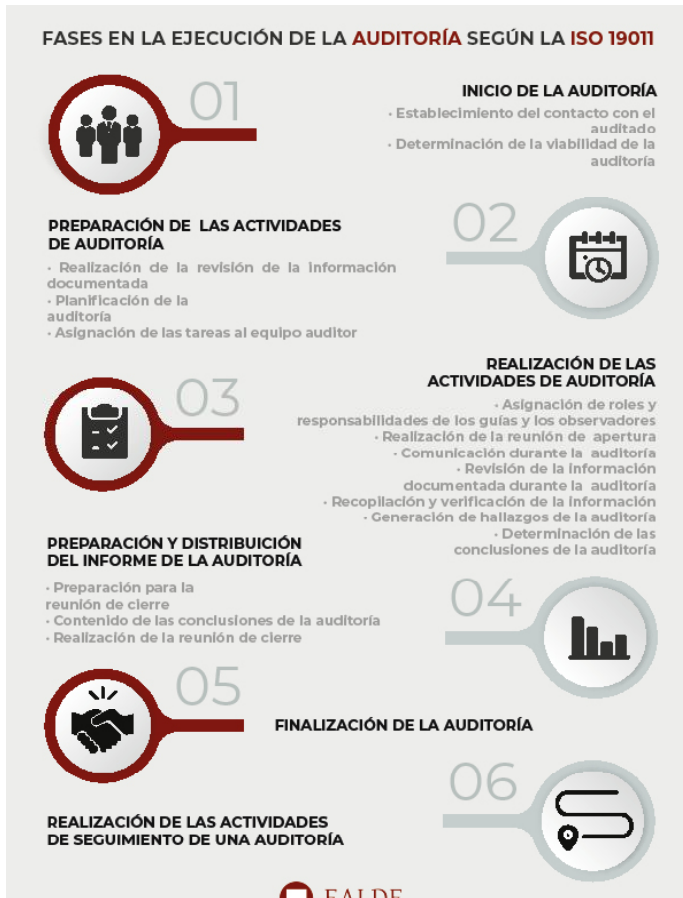 FASES EN LA EJECUCIÓN DE LA AUDITORÍA SEGÚN LA ISO 19011
01
INICIO DE LA AUDITORÍA
· Establecimiento del contacto con el
auditado
· Determinación de la viabilidad de la
auditoría
02
PREPARACIÓN DE LAS ACTIVIDADES
DE AUDITORÍA
· Realización de la revisión de la información
documentada
· Planificación de la
auditoría
· Asignación de las tareas al equipo auditor
03
REALIZACIÓN DE LAS
ACTIVIDADES DE AUDITORÍA
· Asignación de roles y
responsabilidades de los guías y los observadores
· Realización de la reunión de apertura
· Comunicación durante la auditoría
· Revisión de la información
documentada durante la auditoría
· Recopilación y verificación de la información
· Generación de hallazgos de la auditoría
· Determinación de las
conclusiones de la auditoría
04
PREPARACIÓN Y DISTRIBUICIÓN
DEL INFORME DE LA AUDITORÍA
· Preparación para la
reunión de cierre
· Contenido de las conclusiones de la auditoría
· Realización de la reunión de cierre
05
FINALIZACIÓN DE LA AUDITORÍA
06
REALIZACIÓN DE LAS ACTIVIDADES
DE SEGUIMIENTO DE UNA AUDITORÍA
EALDE